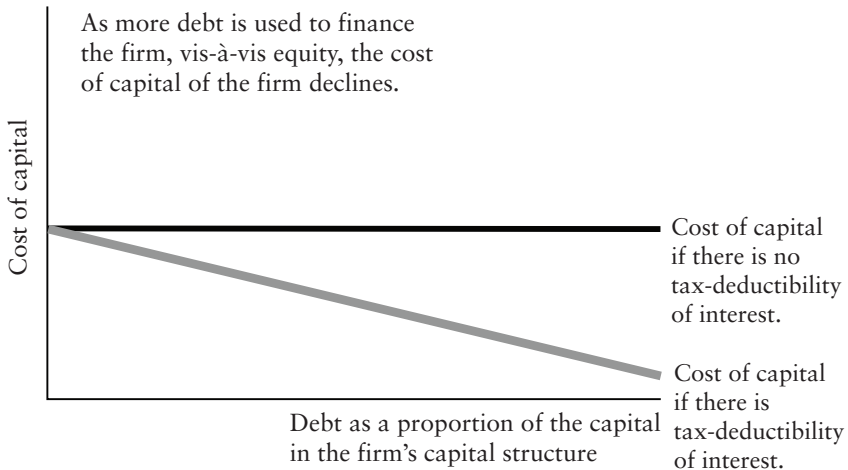 As more debt is used to finance
the firm, vis-à-vis equity, the cost
of capital of the firm declines.
Cost of capital
Cost of capital
if there is no
tax-deductibility
of interest.
Cost of capital
if there is
tax-deductibility
of interest.
Debt as a proportion of the capital
in the firm's capital structure